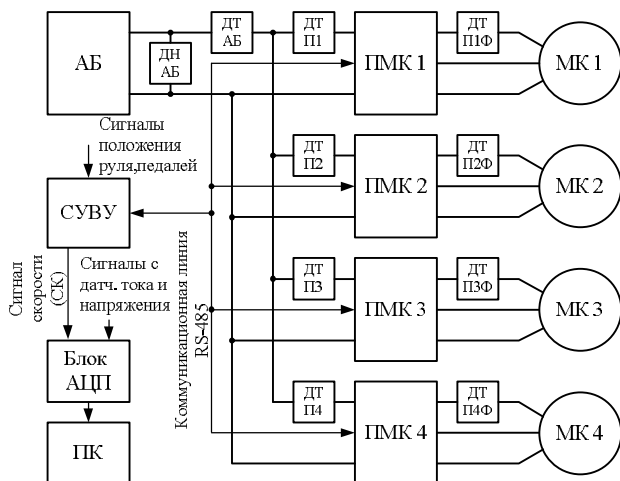 АБ
ДН
АБ
ДТ
АБ
ДТ
П1
ПМК 1
ДТ
П1Ф
МК 1
Сигналы
положения
руля,педалей
ДТ
П2
ПМК 2
ДТ
П2Ф
МК 2
СУВУ
Сигнал
скорости
(СК)
Сигналы с
датч. тока и
напряжения
Коммуникационная линия
RS-485
ДТ
П3
ПМК 3
ДТ
П3Ф
МК 3
Блок
АЦП
ДТ
П4
ПМК 4
ДТ
П4Ф
МК 4
ПК